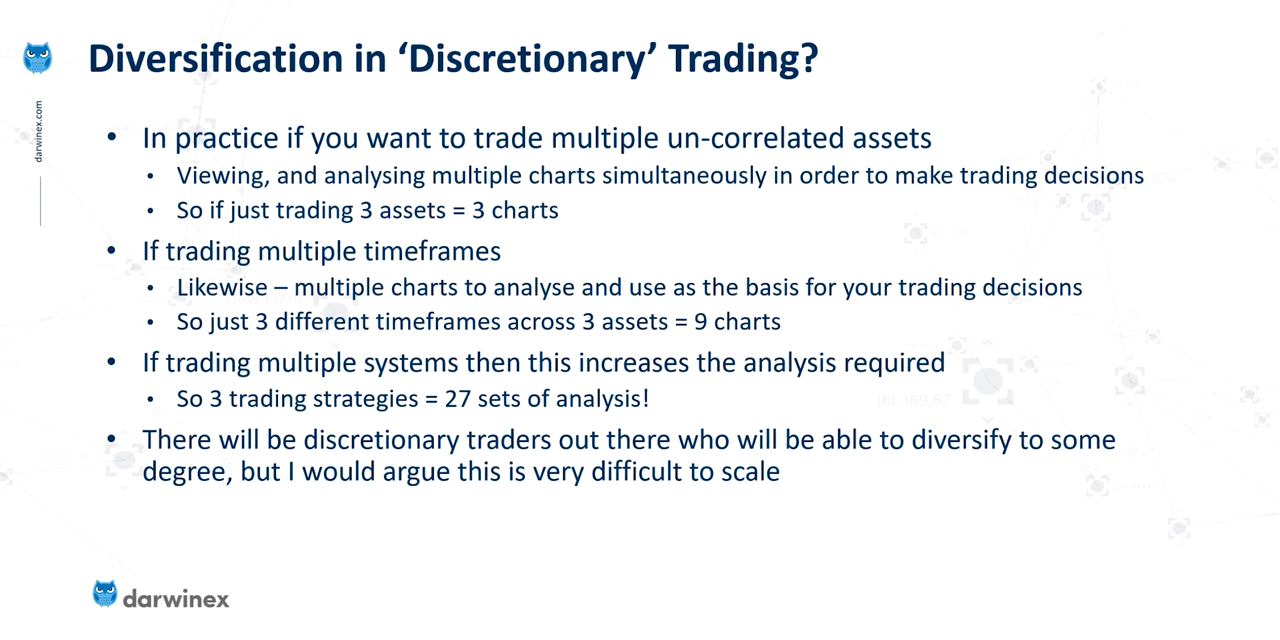 Diversification in ‘Discretionary’ Trading?
darwinex.com
• In practice if you want to trade multiple un-correlated assets
• Viewing, and analysing multiple charts simultaneously in order to make trading decisions
• So if just trading 3 assets = 3 charts
• If trading multiple timeframes
• Likewise – multiple charts to analyse and use as the basis for your trading decisions
• So just 3 different timeframes across 3 assets = 9 charts
• If trading multiple systems then this increases the analysis required
• So 3 trading strategies = 27 sets of analysis!
• There will be discretionary traders out there who will be able to diversify to some
degree, but I would argue this is very difficult to scale
darwinex